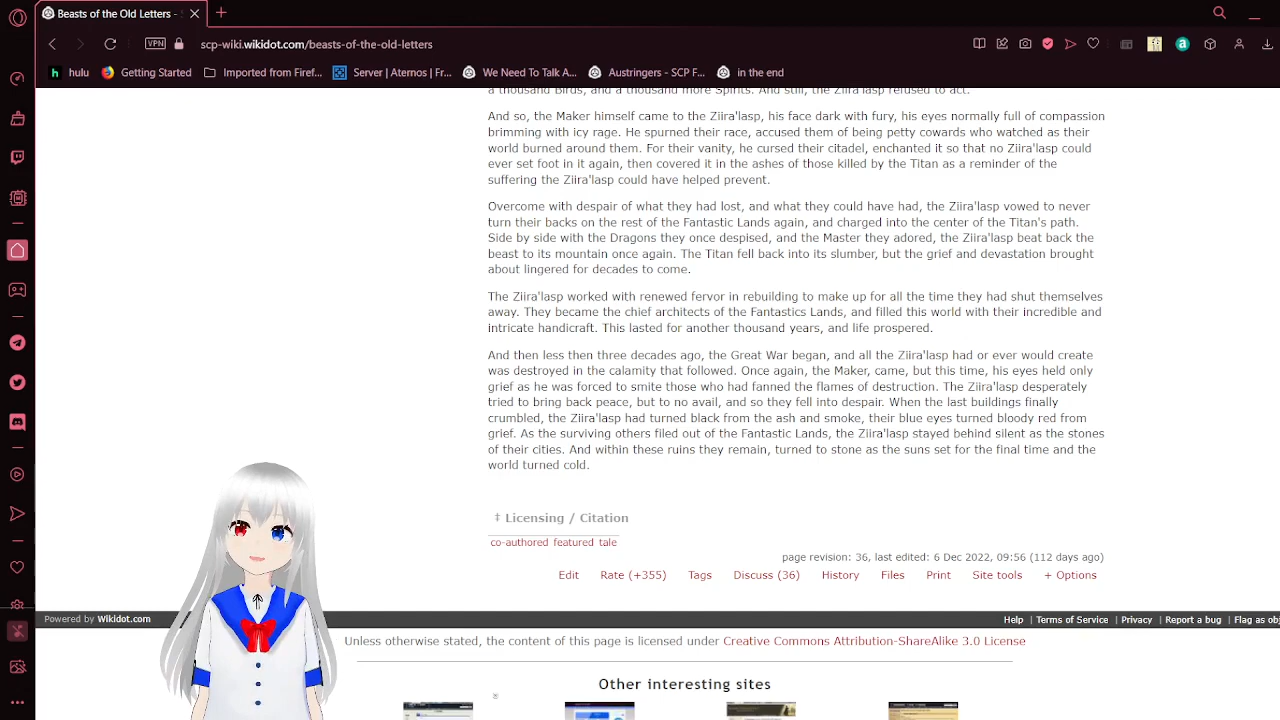 Beasts of the Old Letters -
VPN
scp-wiki.wikidot.com/beasts-of-the-old-letters
hulu Getting Started Imported from Firef... Server | Aternos | Fr... We Need To Talk A... Austringers - SCP F... in the end
a thousand Birds, and a thousand more Spirits. And still, the Ziira'lasp refused to act.
And so, the Maker himself came to the Ziira'lasp, his face dark with fury, his eyes normally full of compassion
brimming with icy rage. He spurned their race, accused them of being petty cowards who watched as their
world burned around them. For their vanity, he cursed their citadel, enchanted it so that no Ziira'lasp could
ever set foot in it again, then covered it in the ashes of those killed by the Titan as a reminder of the
suffering the Ziira'lasp could have helped prevent.
Overcome with despair of what they had lost, and what they could have had, the Ziira'lasp vowed to never
turn their backs on the rest of the Fantastic Lands again, and charged into the center of the Titan's path.
Side by side with the Dragons they once despised, and the Master they adored, the Ziira'lasp beat back the
beast to its mountain once again. The Titan fell back into its slumber, but the grief and devastation brought
about lingered for decades to come.
The Ziira'lasp worked with renewed fervor in rebuilding to make up for all the time they had shut themselves
away. They became the chief architects of the Fantastics Lands, and filled this world with their incredible and
intricate handicraft. This lasted for another thousand years, and life prospered.
And then less then three decades ago, the Great War began, and all the Ziira'lasp had or ever would create
was destroyed in the calamity that followed. Once again, the Maker, came, but this time, his eyes held only
grief as he was forced to smite those who had fanned the flames of destruction. The Ziira'lasp desperately
tried to bring back peace, but to no avail, and so they fell into despair. When the last buildings finally
crumbled, the Ziira'lasp had turned black from the ash and smoke, their blue eyes turned bloody red from
grief. As the surviving others filed out of the Fantastic Lands, the Ziira'lasp stayed behind silent as the stones
of their cities. And within these ruins they remain, turned to stone as the suns set for the final time and the
world turned cold.
‡ Licensing / Citation
co-authored featured tale
page revision: 36, last edited: 6 Dec 2022, 09:56 (112 days ago)
Edit Rate (+355) Tags Discuss (36) History Files Print Site tools + Options
Powered by Wikidot.com Help | Terms of Service | Privacy | Report a bug | Flag as obj
Unless otherwise stated, the content of this page is licensed under Creative Commons Attribution-ShareAlike 3.0 License
Other interesting sites